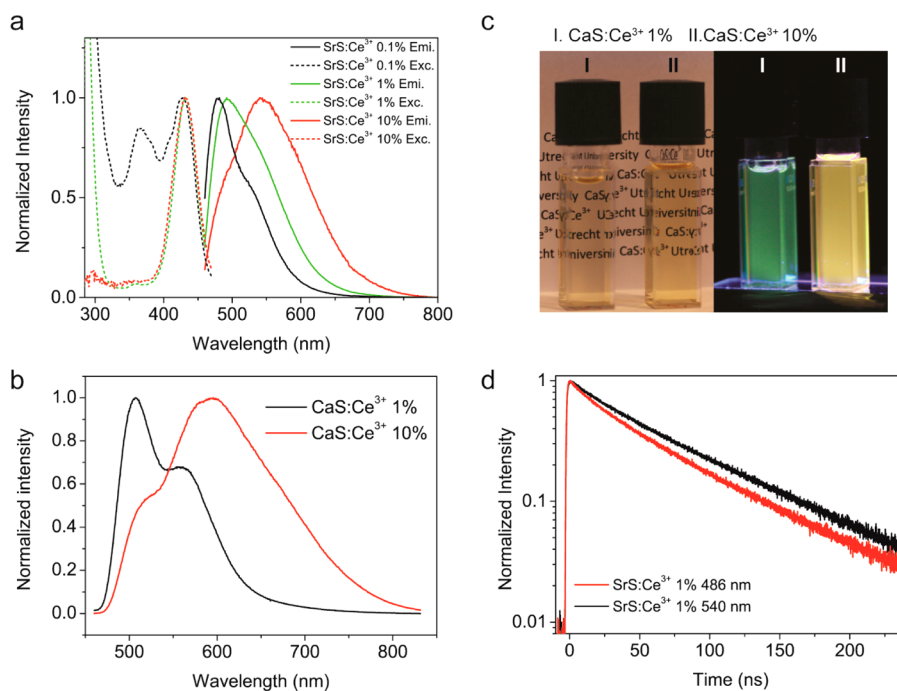 a
Normalized Intensity
1.0
0.5
0.0
300
400
500
600
700
800
Wavelength (nm)
SrS:Ce³⁺ 0.1% Emi.
SrS:Ce³⁺ 0.1% Exc.
SrS:Ce³⁺ 1% Emi.
SrS:Ce³⁺ 1% Exc.
SrS:Ce³⁺ 10% Emi.
SrS:Ce³⁺ 10% Exc.
c
I. CaS:Ce³⁺ 1% II.CaS:Ce³⁺ 10%
I II I II
b
Normalized intensity
1.0
0.8
0.6
0.4
0.2
0.0
500
600
700
800
Wavelength (nm)
CaS:Ce³⁺ 1%
CaS:Ce³⁺ 10%
d
Normalized Intensity
1
0.1
0.01
0
50
100
150
200
Time (ns)
SrS:Ce³⁺ 1% 486 nm
SrS:Ce³⁺ 1% 540 nm